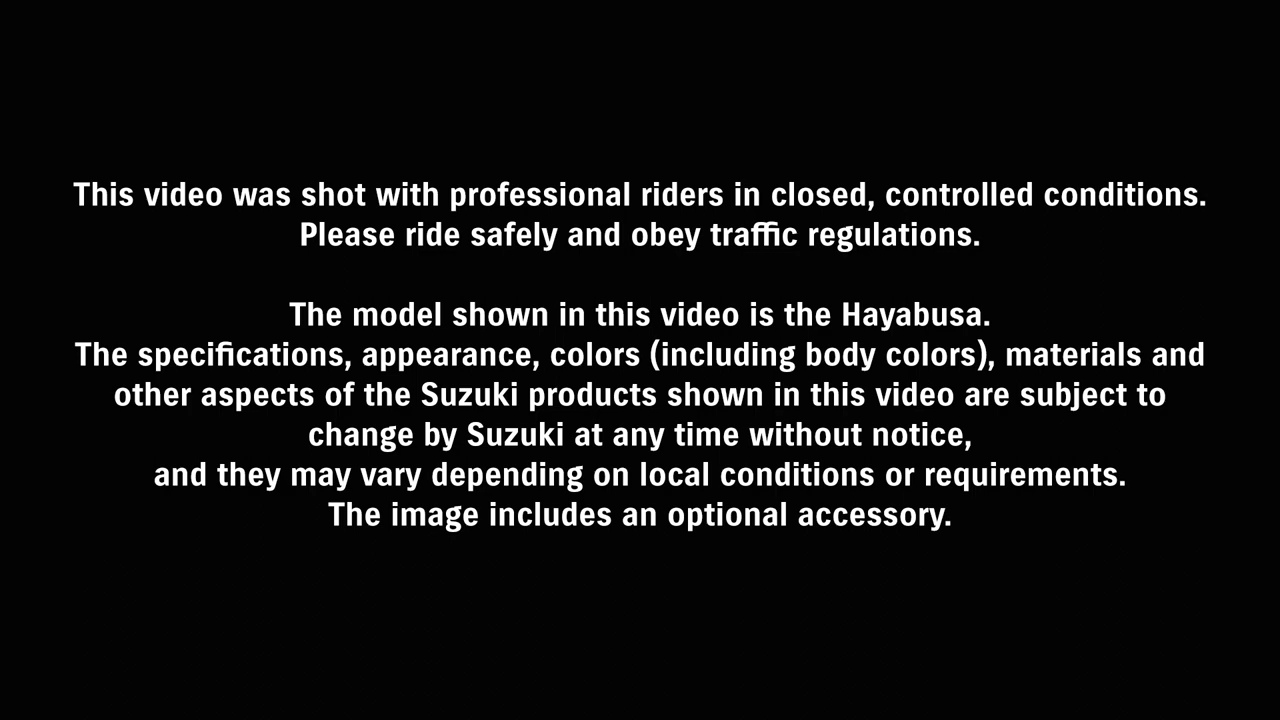 This video was shot with professional riders in closed, controlled conditions.
Please ride safely and obey traffic regulations.
The model shown in this video is the Hayabusa.
The specifications, appearance, colors (including body colors), materials and
other aspects of the Suzuki products shown in this video are subject to
change by Suzuki at any time without notice,
and they may vary depending on local conditions or requirements.
The image includes an optional accessory.